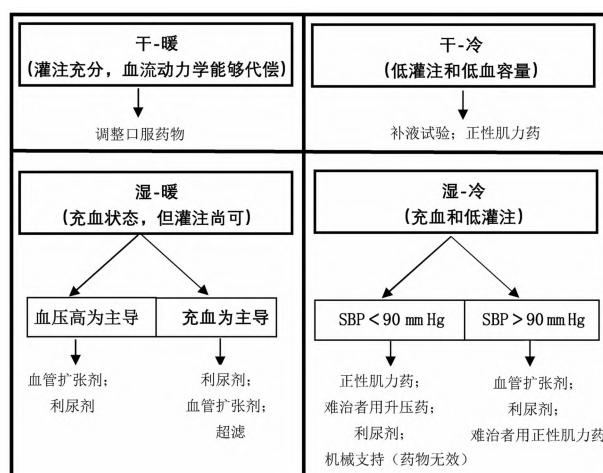 干-暖
(灌注充分，血流动力学能够代偿)
调整口服药物
干-冷
(低灌注和低血容量)
补液试验；正性肌力药
湿-暖
(充血状态，但灌注尚可)
血压高为主导
充血为主导
血管扩张剂；
利尿剂
利尿剂；
血管扩张剂；
超滤
湿-冷
(充血和低灌注)
SBP＜90 mm Hg
SBP＞90 mm Hg
正性肌力药；
难治者用升压药；
利尿剂；
机械支持（药物无效）
血管扩张剂；
利尿剂；
难治者用正性肌力药